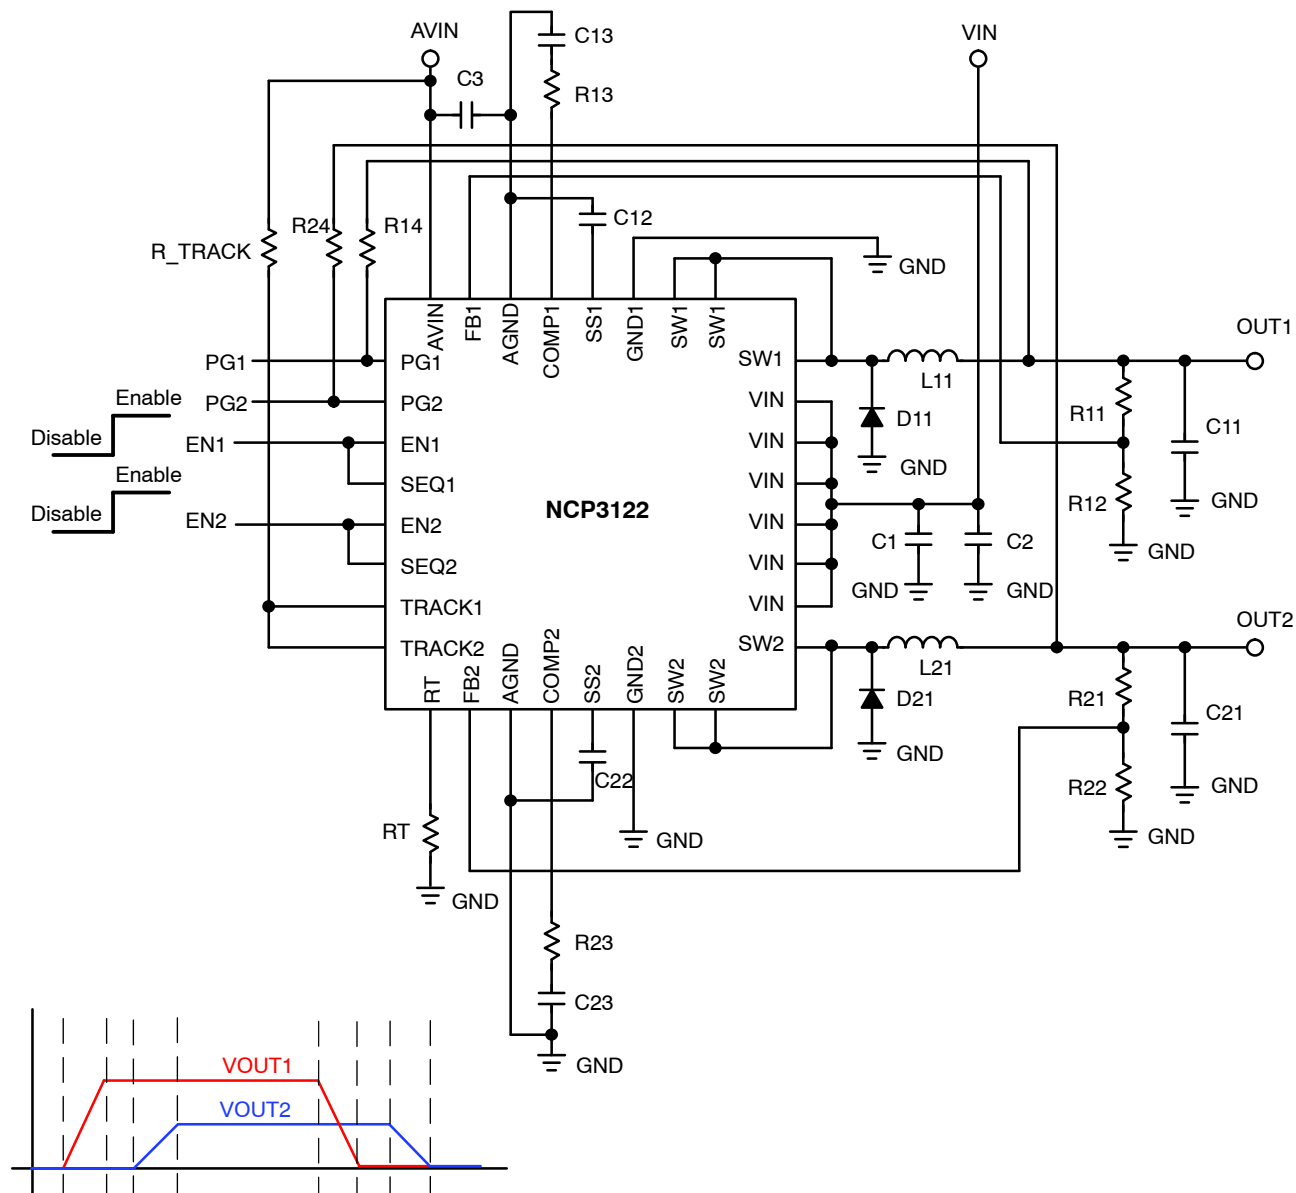 AVIN
C13
VIN
C3
R13
R24
R14
C12
R_TRACK
GND
AVIN
FB1
AGND
COMP1
SS1
GND1
SW1
SW1
OUT1
PG1
PG1
SW1
L11
Enable
PG2
PG2
VIN
R11
D11
C11
Disable
EN1
EN1
VIN
GND
Enable
SEQ1
VIN
R12
GND
NCP3122
Disable
EN2
EN2
VIN
C1
C2
GND
SEQ2
VIN
GND
GND
TRACK1
VIN
OUT2
TRACK2
SW2
L21
RT
FB2
AGND
COMP2
SS2
GND2
SW2
SW2
D21
R21
C21
GND
C22
R22
GND
RT
GND
GND
GND
R23
C23
GND
VOUT1
VOUT2